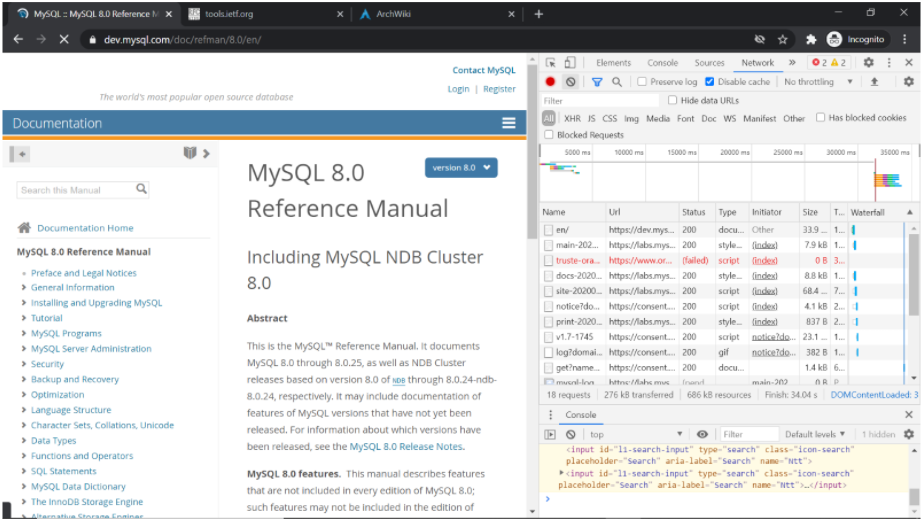 MySQL :: MySQL 8.0 Reference M
tools.ietf.org
ArchWiki
dev.mysql.com/doc/refman/8.0/en/
Incognito
Contact MySQL
Login | Register
The world's most popular open source database
Documentation
Search this Manual
Documentation Home
MySQL 8.0 Reference Manual
Preface and Legal Notices
General Information
Installing and Upgrading MySQL
Tutorial
MySQL Programs
MySQL Server Administration
Security
Backup and Recovery
Optimization
Language Structure
Character Sets, Collations, Unicode
Data Types
Functions and Operators
SQL Statements
MySQL Data Dictionary
The InnoDB Storage Engine
Alternative Storage Engines
MySQL 8.0
Reference Manual
version 8.0
Including MySQL NDB Cluster
8.0
Abstract
This is the MySQL™ Reference Manual. It documents
MySQL 8.0 through 8.0.25, as well as NDB Cluster
releases based on version 8.0 of NDB through 8.0.24-ndb-
8.0.24, respectively. It may include documentation of
features of MySQL versions that have not yet been
released. For information about which versions have
been released, see the MySQL 8.0 Release Notes.
MySQL 8.0 features. This manual describes features
that are not included in every edition of MySQL 8.0;
such features may not be included in the edition of
Elements Console Sources Network » 2 2
Preserve log Disable cache No throttling
Filter Hide data URLs
All XHR JS CSS Img Media Font Doc WS Manifest Other Has blocked cookies
Blocked Requests
5000 ms 10000 ms 15000 ms 20000 ms 25000 ms 30000 ms 35000 ms
Name Url Status Type Initiator Size T... Waterfall
en/ https://dev.mys... 200 docu... Other 33.9 ... 1...
main-202... https://labs.mys... 200 style... (index) 7.9 kB 1...
truste-ora... https://www.or... (failed) script (index) 0 B 3...
docs-2020... https://labs.mys... 200 style... (index) 8.8 kB 1...
site-20200... https://labs.mys... 200 script (index) 68.4 ... 7...
notice?do... https://consent.... 200 script (index) 4.1 kB 2...
print-2020... https://labs.mys... 200 style... (index) 837 B 2...
v1.7-1745 https://consent.... 200 script notice?do... 23.1 ... 1...
log?domai... https://consent.... 200 gif notice?do... 382 B 1...
get?name... https://consent.... 200 docu... 1.4 kB 6...
mysql-log https://labs.mys (pend main-202 0 B P
18 requests 276 kB transferred 686 kB resources Finish: 34.04 s DOMContentLoaded: 3
Console
top Filter Default levels 1 hidden
<input id="l1-search-input" type="search" class="icon-search"
placeholder="Search" aria-label="Search" name="Ntt">
<input id="l1-search-input" type="search" class="icon-search"
placeholder="Search" aria-label="Search" name="Ntt">…</input>